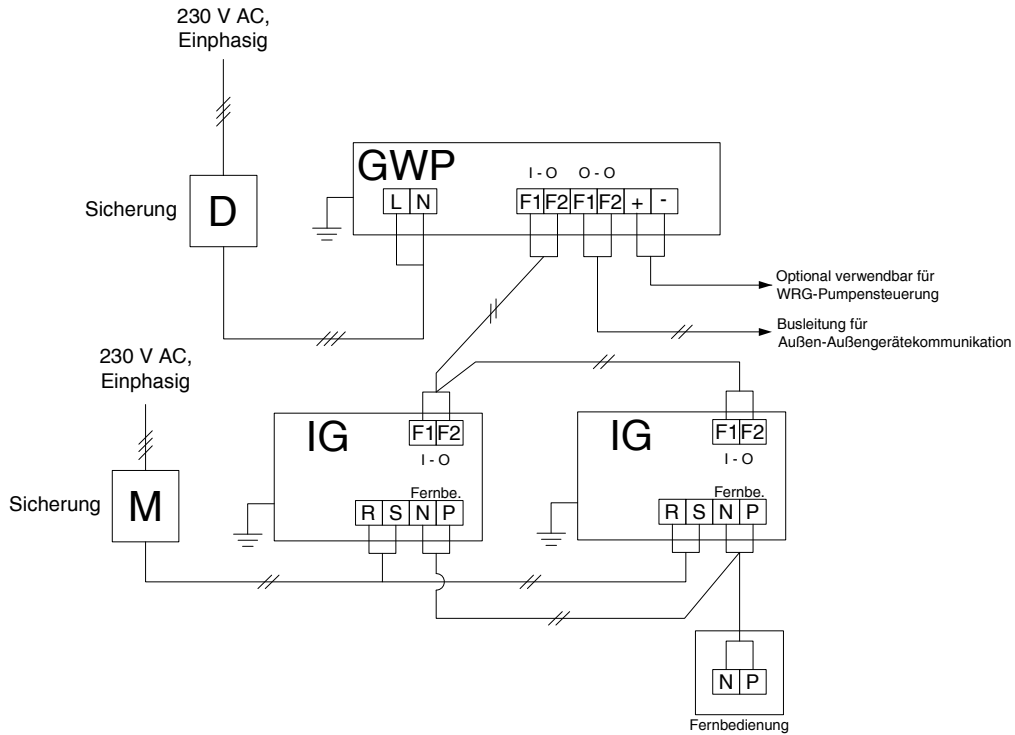 230 V AC,
Einphasig
GWP
I - O O - O
L N F1 F2 F1 F2 + -
Sicherung D
Optional verwendbar für
WRG-Pumpensteuerung
Busleitung für
Außen-Außengerätekommunikation
230 V AC,
Einphasig
IG F1 F2
I - O
IG F1 F2
I - O
Sicherung M
Fernbe.
R S N P
Fernbe.
R S N P
N P
Fernbedienung